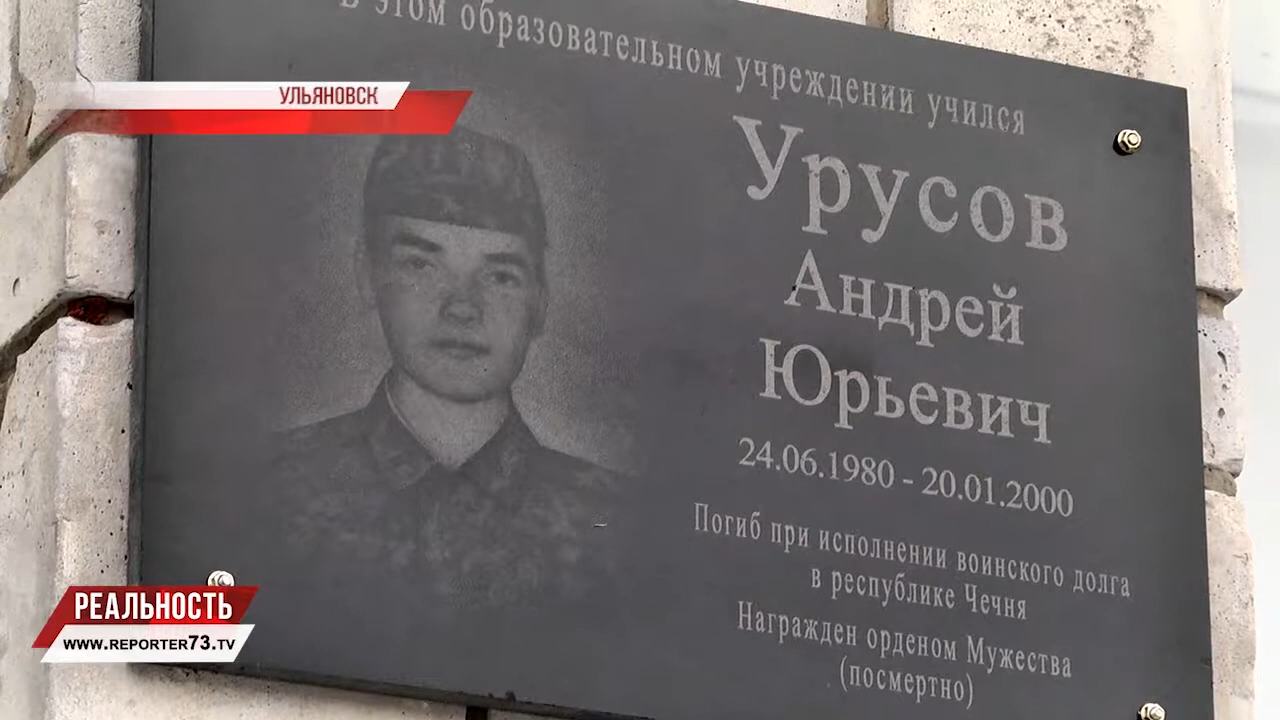 в этом образовательном учреждении учился
УЛЬЯНОВСК
Урусов
Андрей
Юрьевич
24.06.1980 - 20.01.2000
Погиб при исполнении воинского долга
в республике Чечня
Награжден орденом Мужества
(посмертно)
РЕАЛЬНОСТЬ
WWW.REPORTER73.TV